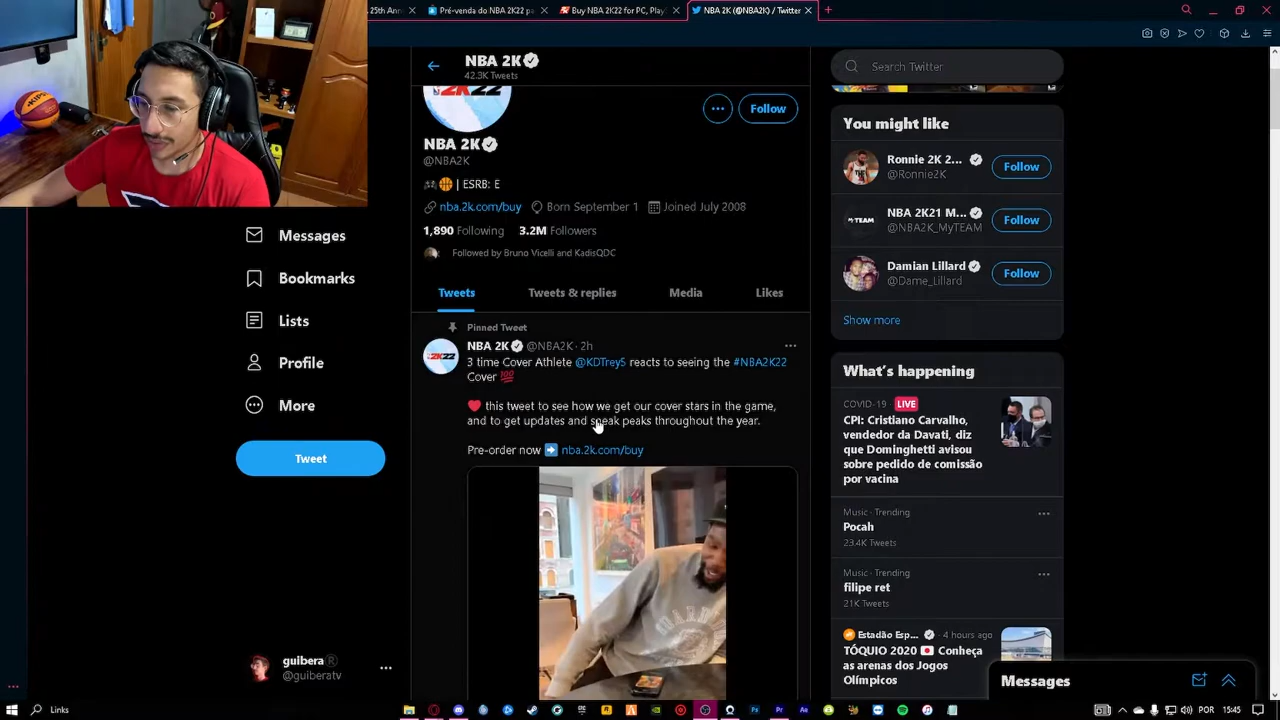 25th Ann
Pré-venda do NBA 2K22 pa
Buy NBA 2K22 for PC, Play
NBA 2K (@NBA2K) / Twitter
NBA 2K
42.3K Tweets
Search Twitter
2K22
Follow
NBA 2K
@NBA2K
| ESRB: E
nba.2k.com/buy Born September 1 Joined July 2008
1,890 Following 3.2M Followers
Followed by Bruno Vicelli and KadisQDC
Tweets Tweets & replies Media Likes
Messages
Bookmarks
Lists
Profile
More
Tweet
guibera®
@guiberatv
Pinned Tweet
NBA 2K @NBA2K · 2h
3 time Cover Athlete @KDTrey5 reacts to seeing the #NBA2K22
Cover 💯
❤️ this tweet to see how we get our cover stars in the game,
and to get updates and sneak peaks throughout the year.
Pre-order now ➡️ nba.2k.com/buy
You might like
Ronnie 2K 2...
@Ronnie2K
Follow
NBA 2K21 M...
@NBA2K_MyTEAM
Follow
Damian Lillard
@Dame_Lillard
Follow
Show more
What's happening
COVID-19 LIVE
CPI: Cristiano Carvalho,
vendedor da Davati, diz
que Dominghetti avisou
sobre pedido de comissão
por vacina
Music · Trending
Pocah
23.4K Tweets
Music · Trending
filipe ret
21K Tweets
Estadão Esp... · 4 hours ago
TÓQUIO 2020 🇯🇵 Conheça
as arenas dos Jogos
Olímpicos
Messages
Links
POR 15:45